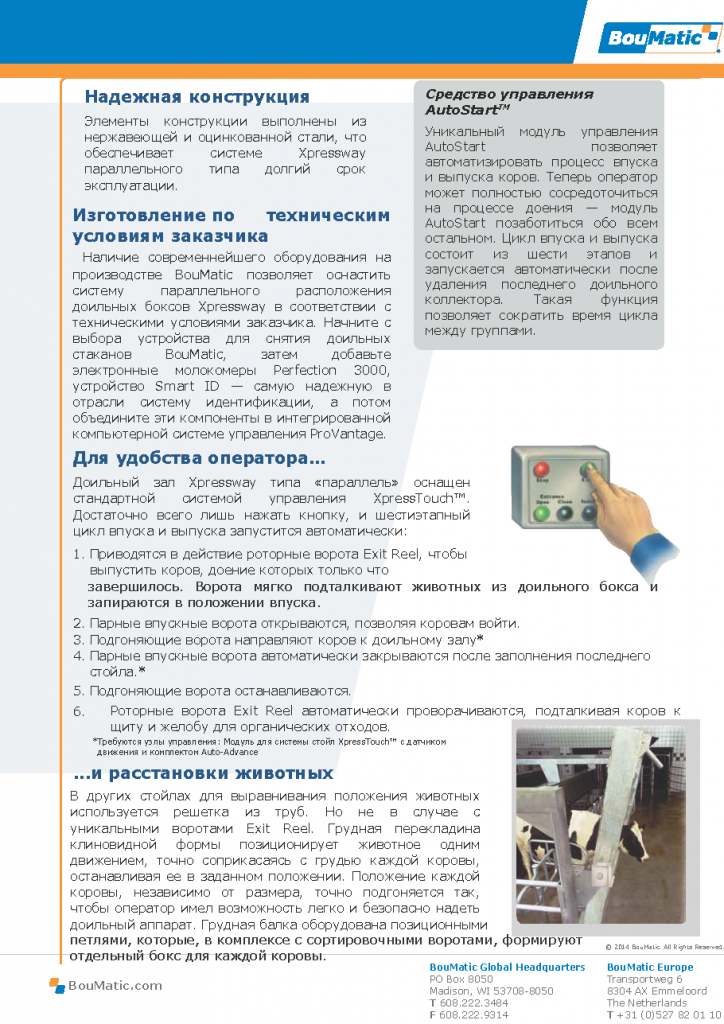 BouMatic
Надежная конструкция
Элементы конструкции выполнены из
нержавеющей и оцинкованной стали, что
обеспечивает системе Xpressway
параллельного типа долгий срок
эксплуатации.
Изготовление по техническим
условиям заказчика
Наличие современнейшего оборудования на
производстве BouMatic позволяет оснастить
систему параллельного расположения
доильных боксов Xpressway в соответствии с
техническими условиями заказчика. Начните с
выбора устройства для снятия доильных
стаканов BouMatic, затем добавьте
электронные молокомеры Perfection 3000,
устройство Smart ID — самую надежную в
отрасли систему идентификации, а потом
объедините эти компоненты в интегрированной
компьютерной системе управления ProVantage.
Средство управления
AutoStart™
Уникальный модуль управления
AutoStart позволяет
автоматизировать процесс впуска
и выпуска коров. Теперь оператор
может полностью сосредоточиться
на процессе доения — модуль
AutoStart позаботиться обо всем
остальном. Цикл впуска и выпуска
состоит из шести этапов и
запускается автоматически после
удаления последнего доильного
коллектора. Такая функция
позволяет сократить время цикла
между группами.
Для удобства оператора...
Доильный зал Xpressway типа «параллель» оснащен
стандартной системой управления XpressTouch™.
Достаточно всего лишь нажать кнопку, и шестиэтапный
цикл впуска и выпуска запустится автоматически:
Stop
Entrance
Open Close
1. Приводятся в действие роторные ворота Exit Reel, чтобы
выпустить коров, доение которых только что
завершилось. Ворота мягко подталкивают животных из доильного бокса и
запираются в положении впуска.
2. Парные впускные ворота открываются, позволяя коровам войти.
3. Подгоняющие ворота направляют коров к доильному залу*
4. Парные впускные ворота автоматически закрываются после заполнения последнего
стойла.*
5. Подгоняющие ворота останавливаются.
6. Роторные ворота Exit Reel автоматически проворачиваются, подталкивая коров к
щиту и желобу для органических отходов.
*Требуются узлы управления: Модуль для системы стойл XpressTouch™ с датчиком
движения и комплектом Auto-Advance
...и расстановки животных
В других стойлах для выравнивания положения животных
используется решетка из труб. Но не в случае с
уникальными воротами Exit Reel. Грудная перекладина
клиновидной формы позиционирует животное одним
движением, точно соприкасаясь с грудью каждой коровы,
останавливая ее в заданном положении. Положение каждой
коровы, независимо от размера, точно подгоняется так,
чтобы оператор имел возможность легко и безопасно надеть
доильный аппарат. Грудная балка оборудована позиционными
петлями, которые, в комплексе с сортировочными воротами, формируют
отдельный бокс для каждой коровы.
© 2014 BouMatic. All Rights Reserved.
BouMatic.com
BouMatic Global Headquarters
PO Box 8050
Madison, WI 53708-8050
T 608.222.3484
F 608.222.9314
BouMatic Europe
Transportweg 6
8304 AX Emmeloord
The Netherlands
T +31 (0)527 82 01 10